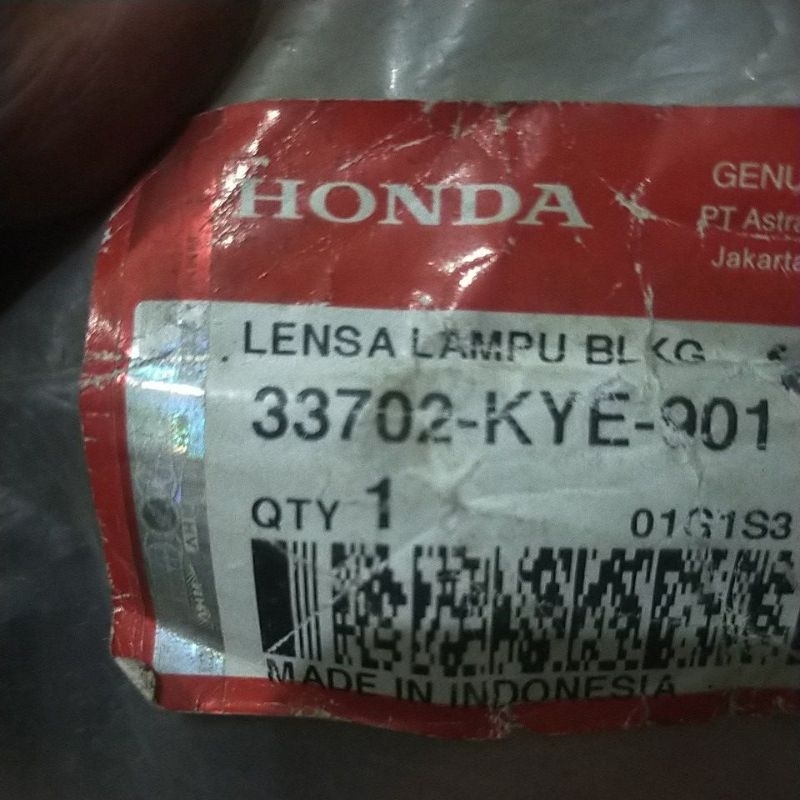 HONDA
GENU
PT Astra
Jakarta
LENSA LAMPU BLKG
33702-KYE-901
QTY 1
01G1S3
MADE IN INDONESIA